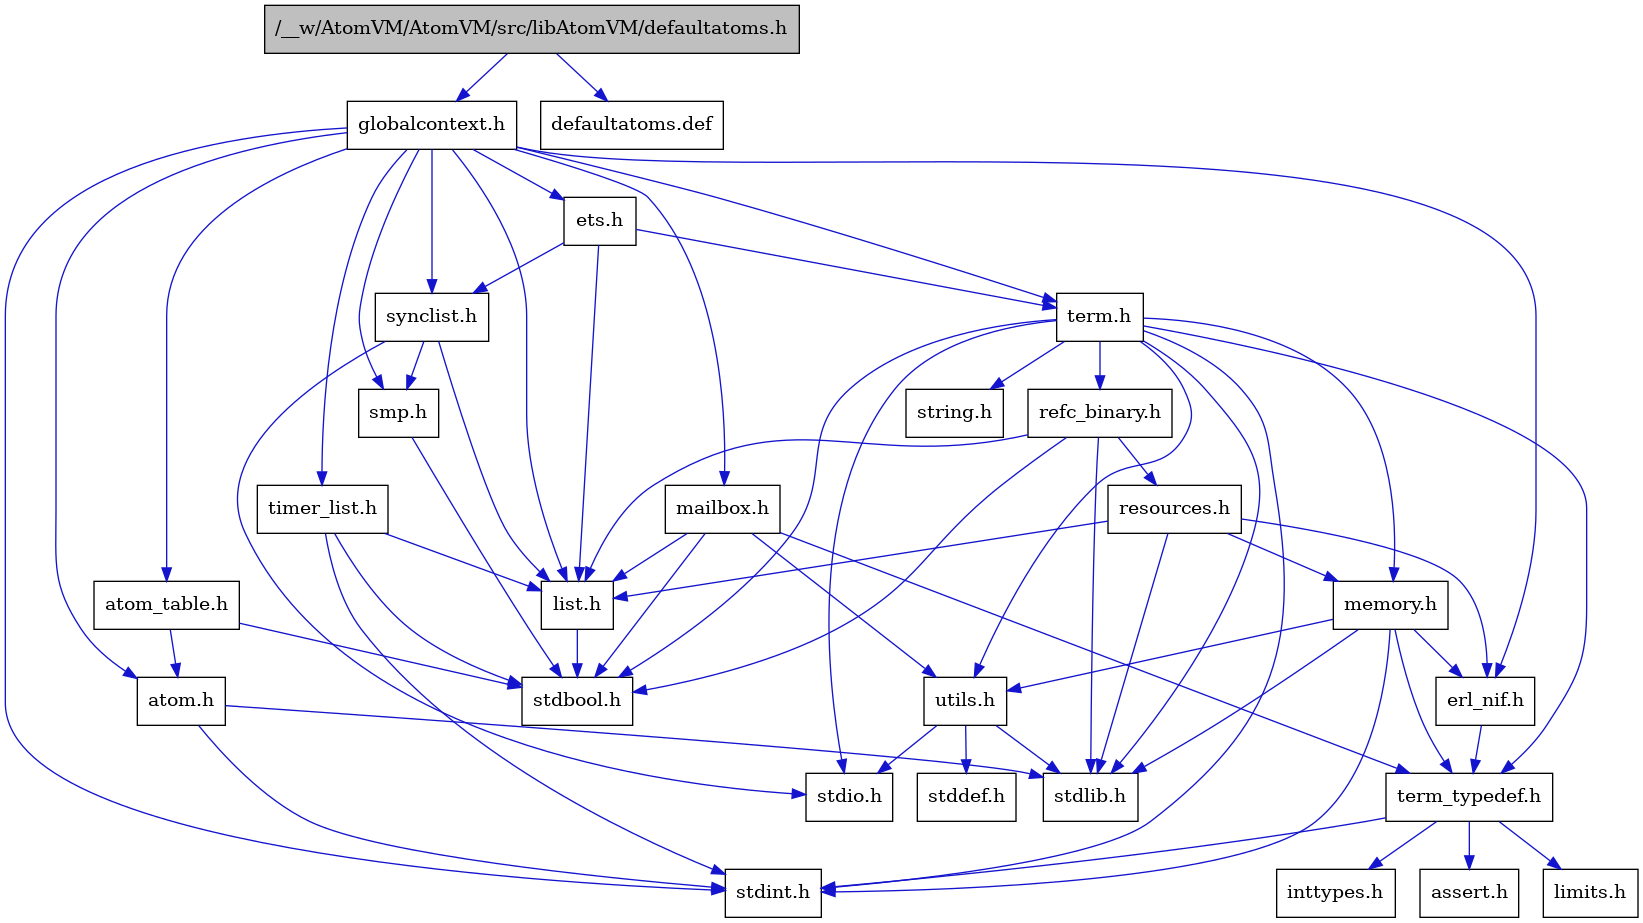 /__w/AtomVM/AtomVM/src/libAtomVM/defaultatoms.h
globalcontext.h
defaultatoms.def
ets.h
synclist.h
term.h
smp.h
string.h
refc_binary.h
timer_list.h
mailbox.h
resources.h
atom_table.h
list.h
memory.h
atom.h
stdbool.h
utils.h
erl_nif.h
stdio.h
stddef.h
stdlib.h
term_typedef.h
stdint.h
inttypes.h
assert.h
limits.h